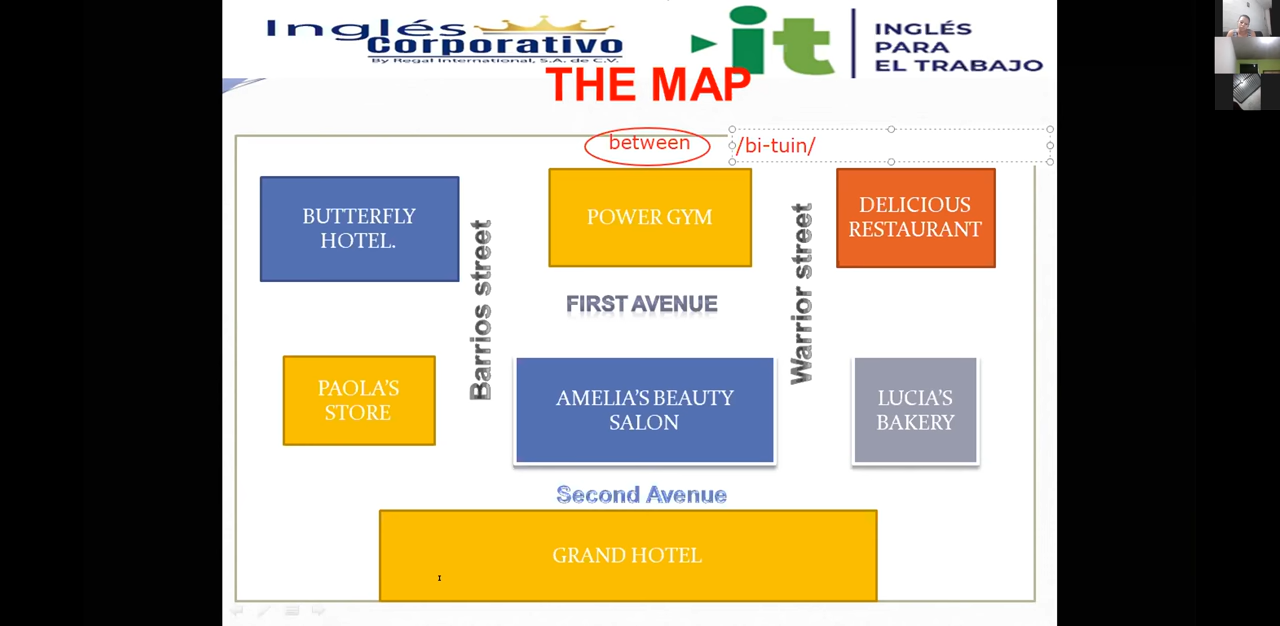 Inglés
Corporativo
By Regal International, S.A. de C.V.
it
INGLÉS
PARA
EL TRABAJO
THE MAP
between
/bi-tuin/
BUTTERFLY
HOTEL.
Barrios street
POWER GYM
Warrior street
DELICIOUS
RESTAURANT
FIRST AVENUE
PAOLA'S
STORE
AMELIA'S BEAUTY
SALON
LUCIA'S
BAKERY
Second Avenue
GRAND HOTEL